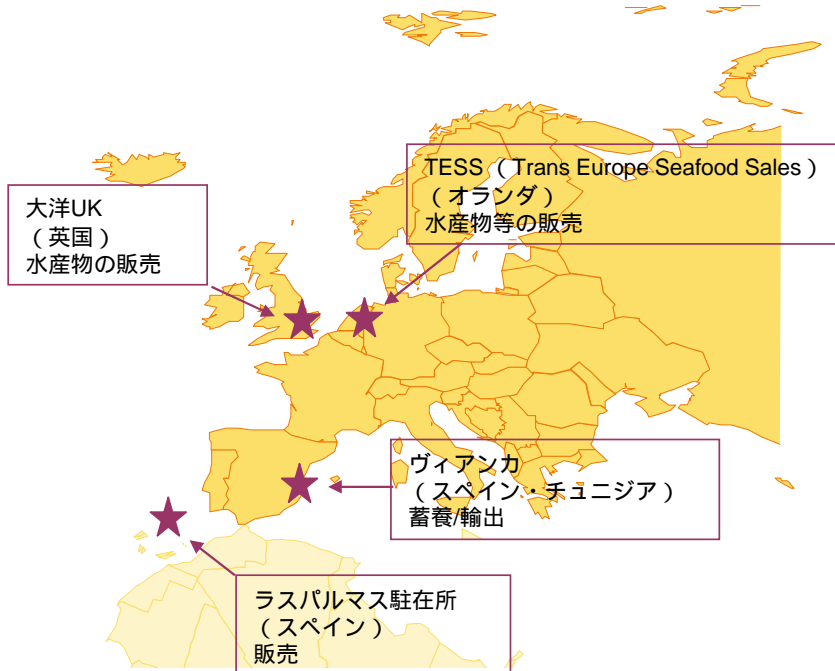 TESS（Trans Europe Seafood Sales）
（オランダ）
水産物等の販売
大洋UK
（英国）
水産物の販売
ヴィアンカ
（スペイン・チュニジア）
蓄養/輸出
ラスパルマス駐在所
（スペイン）
販売